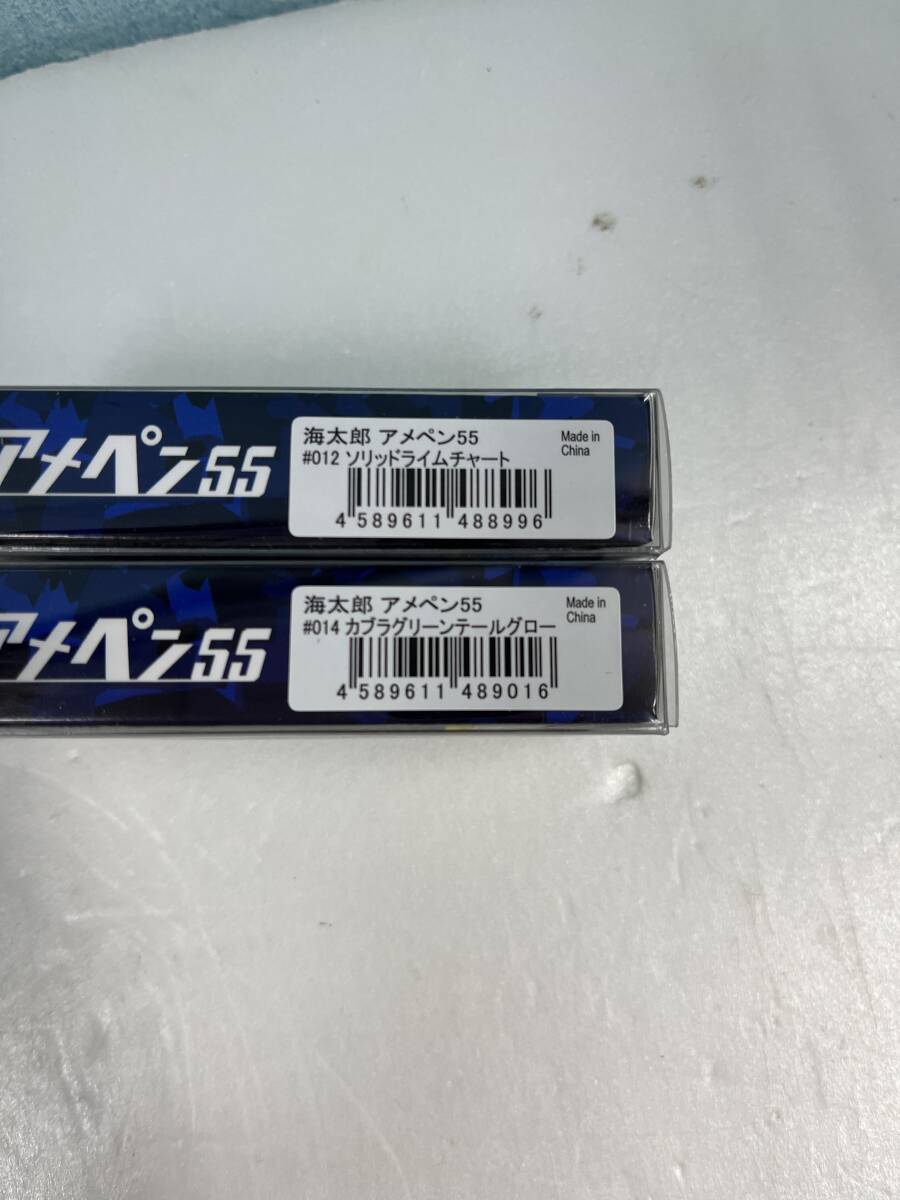 アメペン55
海太郎 アメペン55
#012 ソリッドライムチャート
Made in
China
4 589611 488996
アメペン55
海太郎 アメペン55
#014 カブラグリーンテールグロー
Made in
China
4 589611 489016